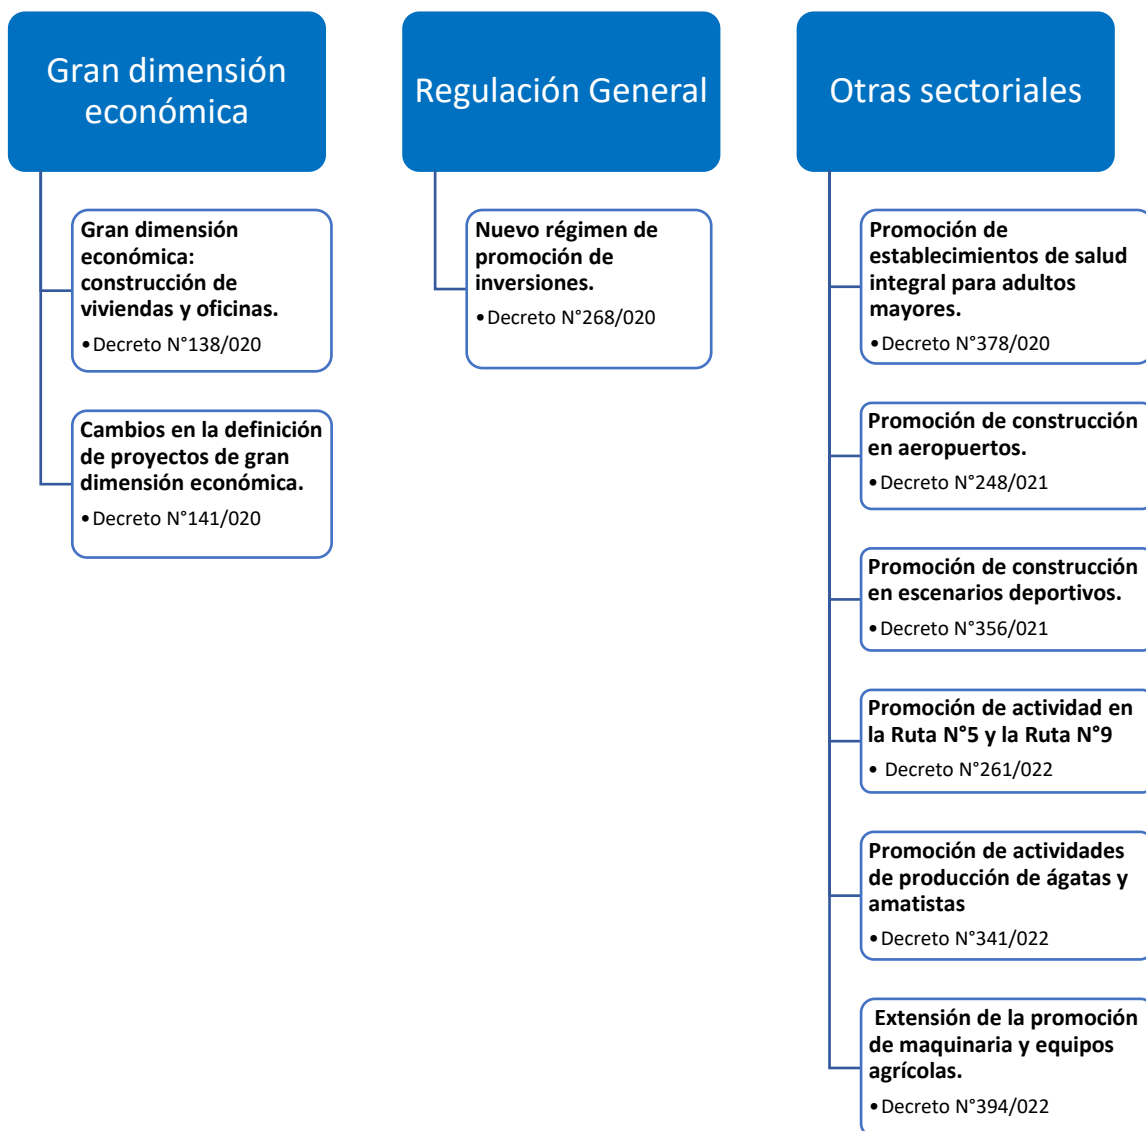 Gran dimensión
económica
Gran dimensión
económica:
construcción de
viviendas y oficinas.
•Decreto N°138/020
Cambios en la definición
de proyectos de gran
dimensión económica.
•Decreto N°141/020
Regulación General
Nuevo régimen de
promoción de
inversiones.
•Decreto N°268/020
Otras sectoriales
Promoción de
establecimientos de salud
integral para adultos
mayores.
•Decreto N°378/020
Promoción de construcción
en aeropuertos.
•Decreto N°248/021
Promoción de construcción
en escenarios deportivos.
•Decreto N°356/021
Promoción de actividad en
la Ruta N°5 y la Ruta N°9
• Decreto N°261/022
Promoción de actividades
de producción de ágatas y
amatistas
•Decreto N°341/022
Extensión de la promoción
de maquinaria y equipos
agrícolas.
•Decreto N°394/022